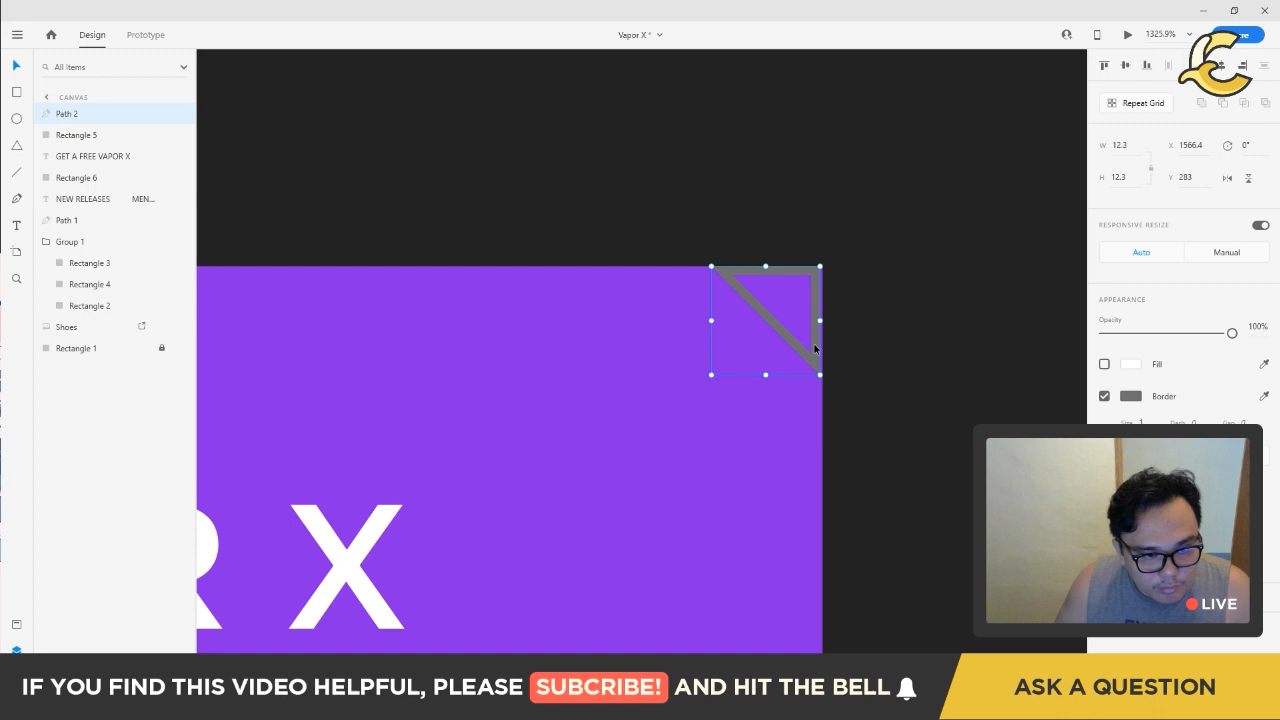 Design
Prototype
Vapor X *
1325.9%
All Items
CANVAS
Path 2
Rectangle 5
GET A FREE VAPOR X
Rectangle 6
NEW RELEASES MEN...
Path 1
Group 1
Rectangle 3
Rectangle 4
Rectangle 2
Shoes
Rectangle 1
R X
Repeat Grid
W 12.3 X 1566.4 0°
H 12.3 Y 283
RESPONSIVE RESIZE
Auto Manual
APPEARANCE
Opacity
100%
Fill
Border
LIVE
IF YOU FIND THIS VIDEO HELPFUL, PLEASE SUBCRIBE! AND HIT THE BELL
ASK A QUESTION